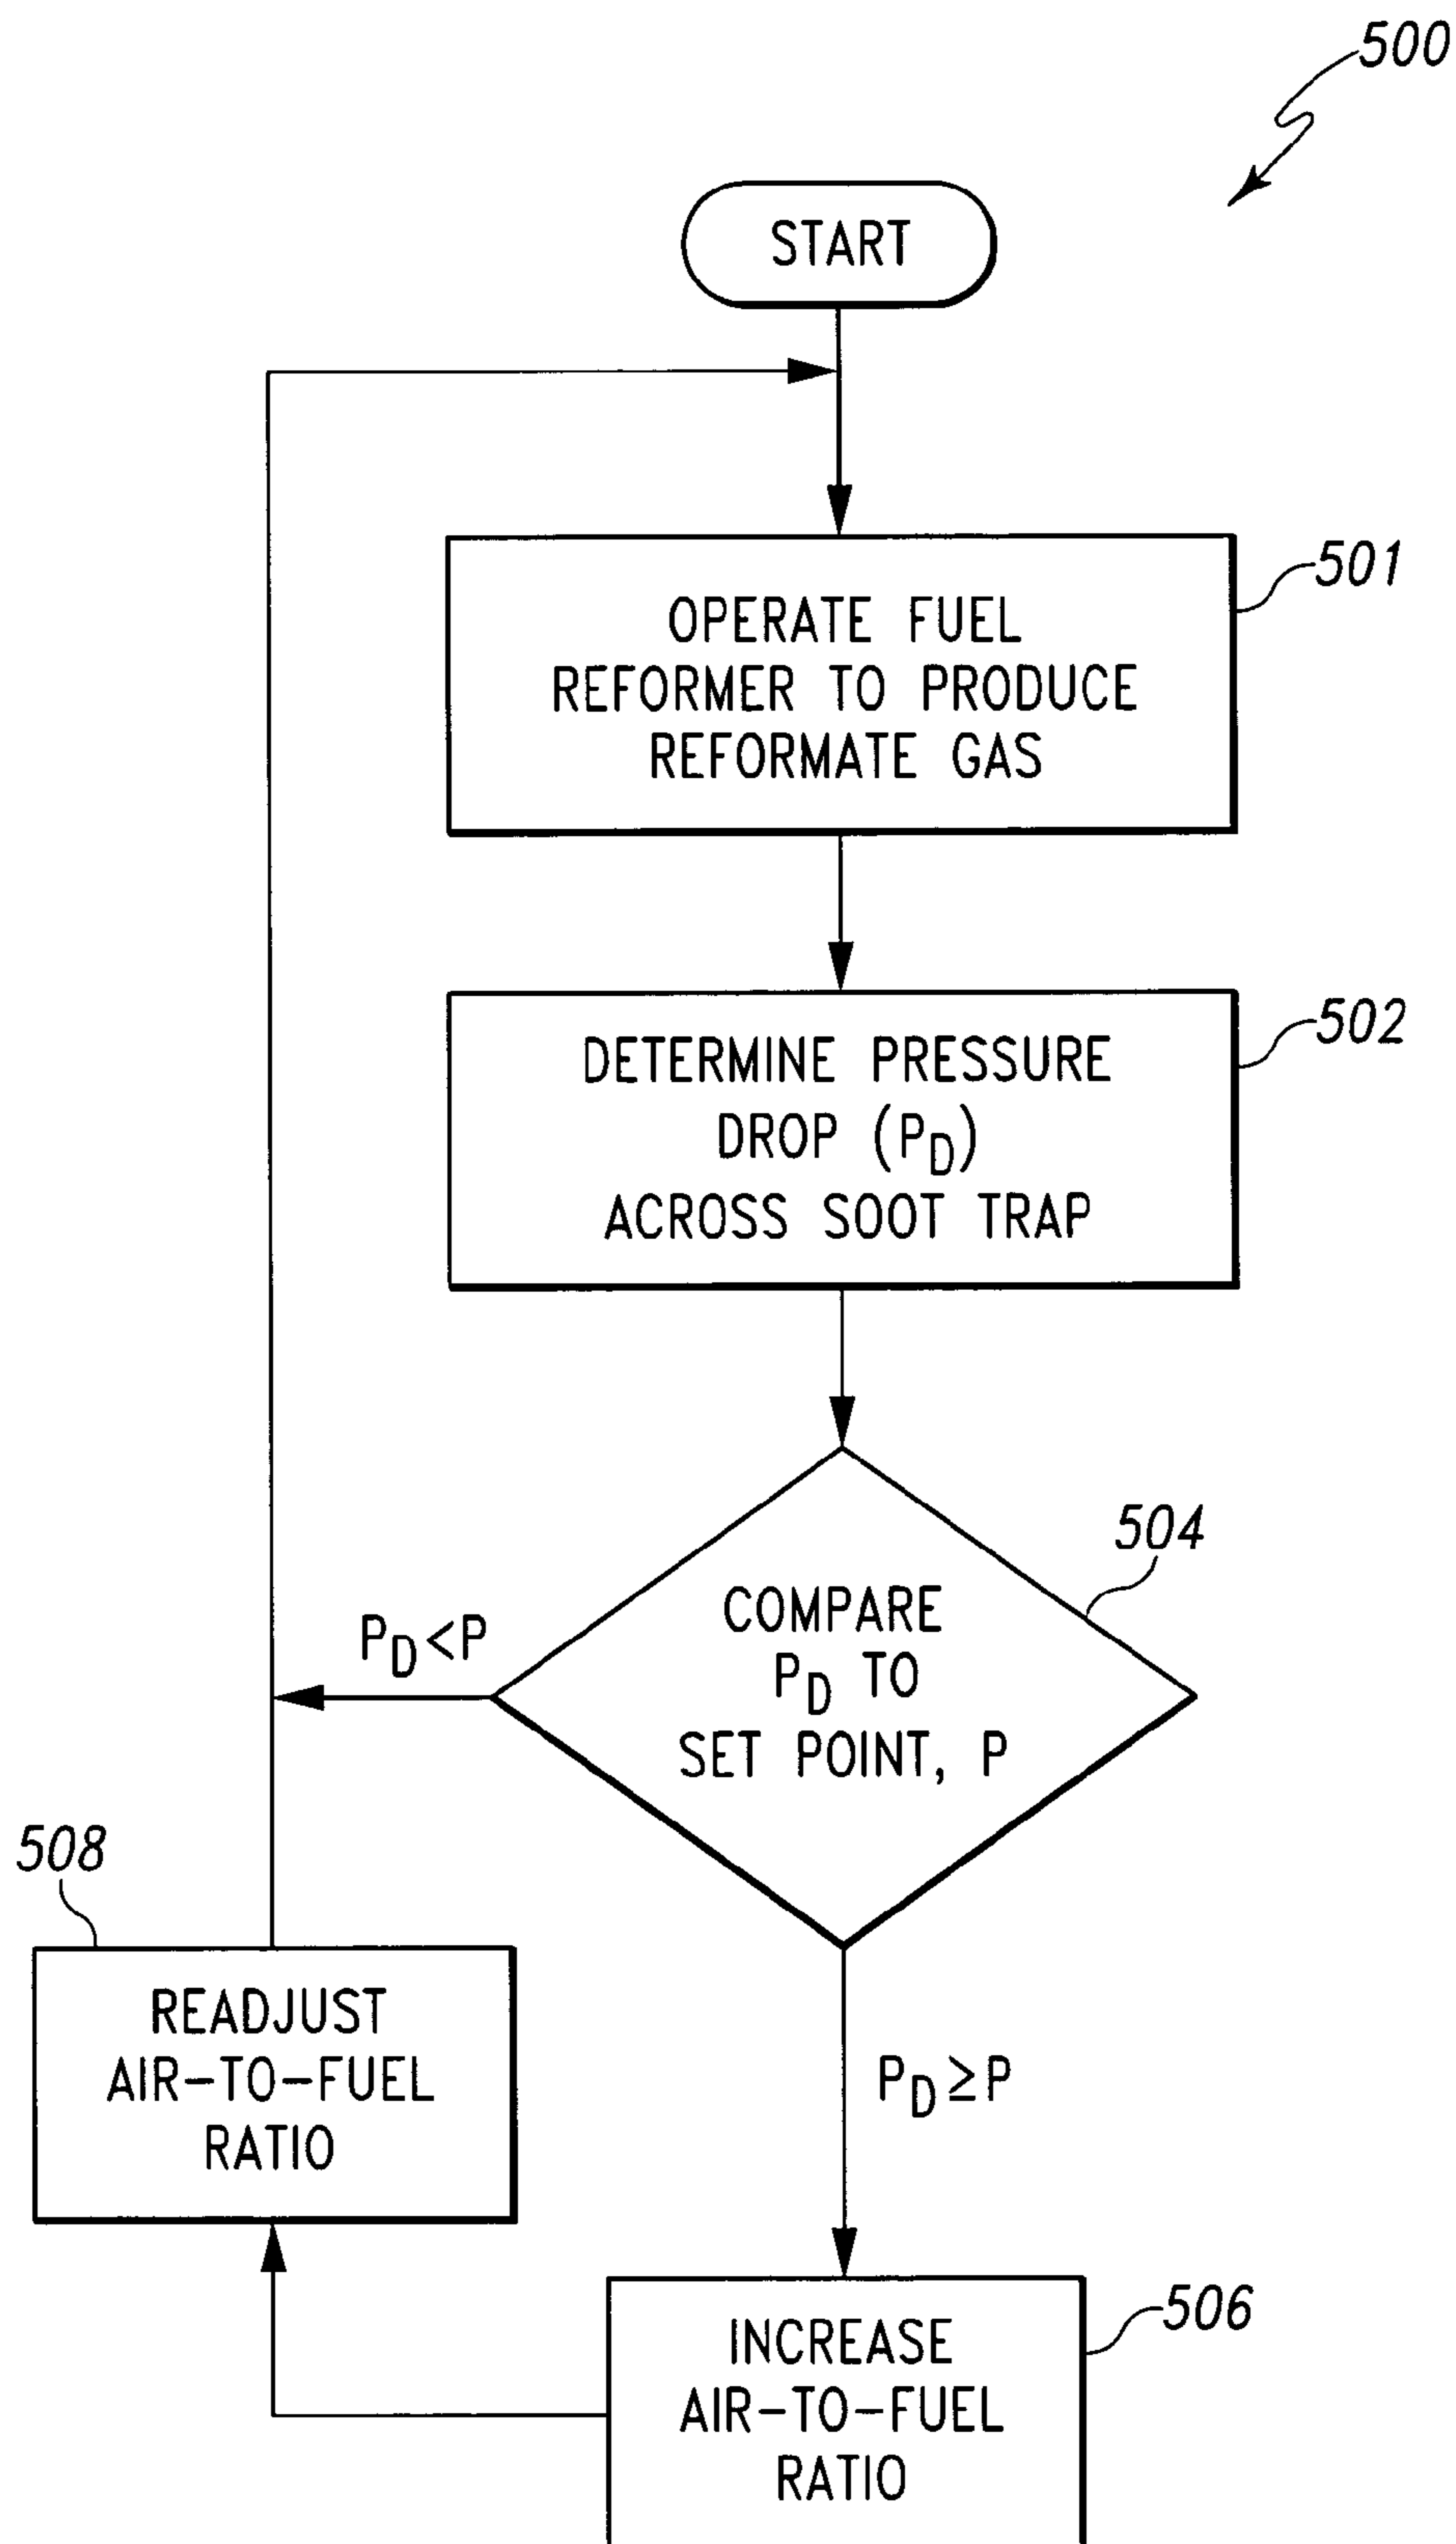 500
START
501
OPERATE FUEL
REFORMER TO PRODUCE
REFORMATE GAS
502
DETERMINE PRESSURE
DROP (PD)
ACROSS SOOT TRAP
504
COMPARE
PD TO
SET POINT, P
PD<P
508
READJUST
AIR-TO-FUEL
RATIO
PD≥P
506
INCREASE
AIR-TO-FUEL
RATIO